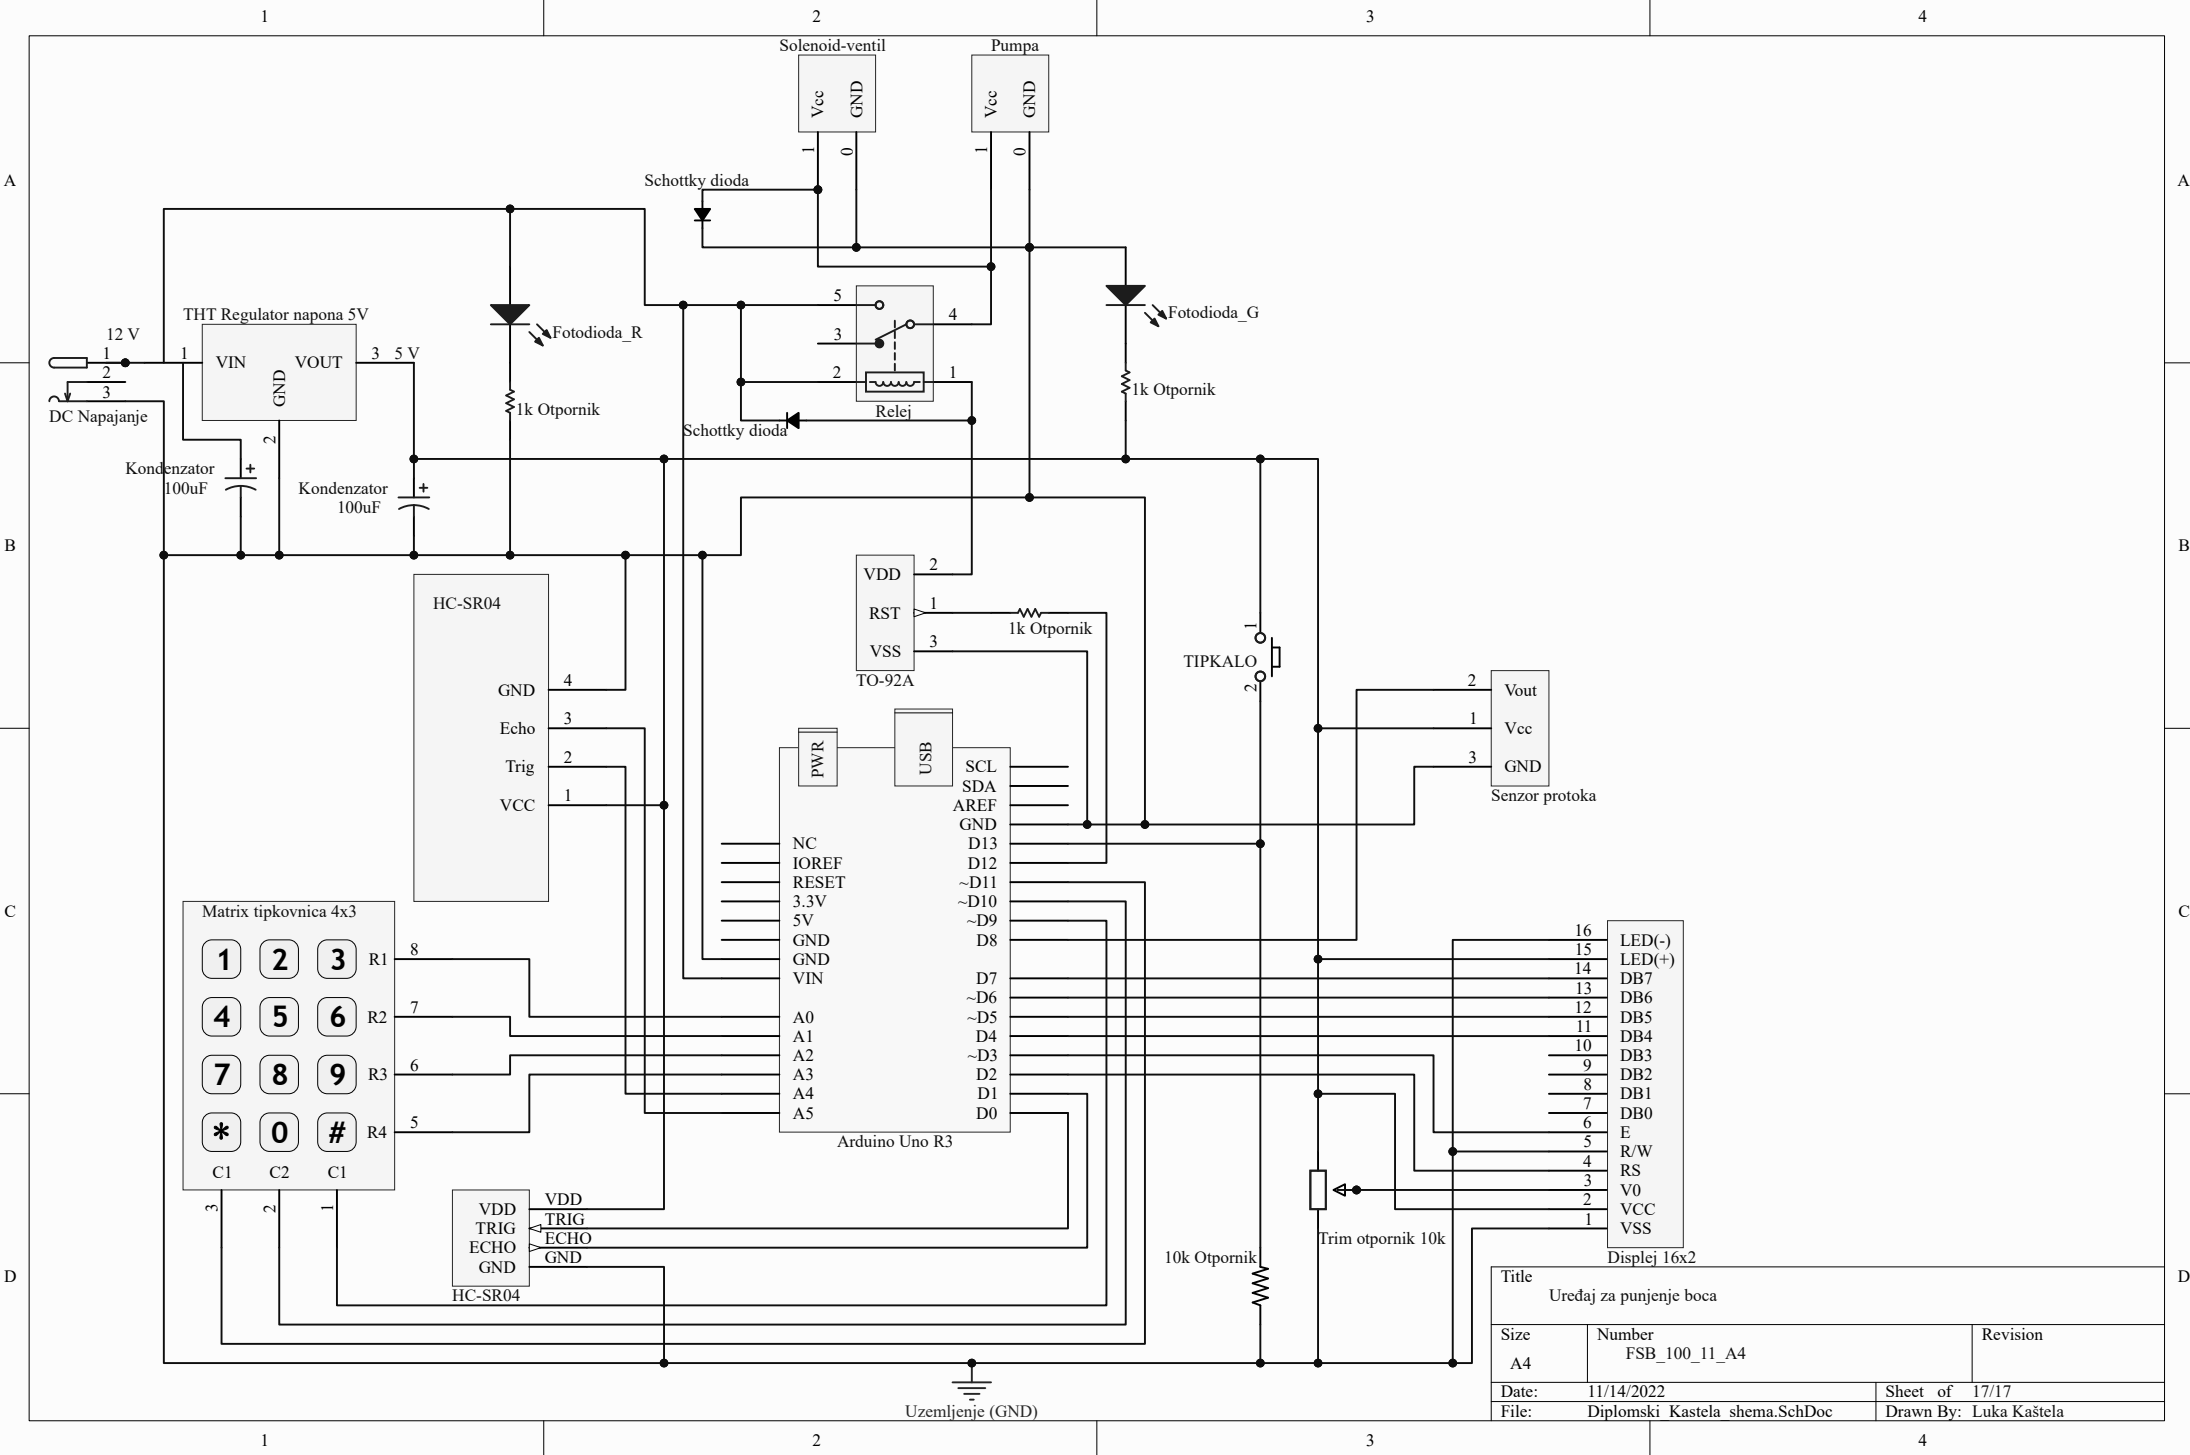 1 2 3 4
Solenoid-ventil
Pumpa
Vcc GND
Vcc GND
1 0
1 0
A
A
Schottky dioda
THT Regulator napona 5V
12 V
1
2
3
DC Napajanje
1 VIN
VOUT 3 5 V
GND
2
Fotodioda_R
1k Otpornik
5
3
4
2
1
Relej
Schottky dioda
Fotodioda_G
1k Otpornik
Kondenzator
100uF
+
Kondenzator
100uF
+
B
B
HC-SR04
GND 4
Echo 3
Trig 2
VCC 1
VDD 2
RST 1
VSS 3
TO-92A
1k Otpornik
1
TIPKALO
2
2 Vout
1 Vcc
3 GND
Senzor protoka
PWR
USB
SCL
SDA
AREF
GND
D13
D12
~D11
~D10
~D9
D8
D7
~D6
~D5
D4
~D3
D2
D1
D0
NC
IOREF
RESET
3.3V
5V
GND
GND
VIN
A0
A1
A2
A3
A4
A5
Arduino Uno R3
C
C
Matrix tipkovnica 4x3
1 2 3 R1 8
4 5 6 R2 7
7 8 9 R3 6
* 0 # R4 5
C1 C2 C1
3 2 1
16 LED(-)
15 LED(+)
14 DB7
13 DB6
12 DB5
11 DB4
10 DB3
9 DB2
8 DB1
7 DB0
6 E
5 R/W
4 RS
3 V0
2 VCC
1 VSS
Displej 16x2
Trim otpornik 10k
10k Otpornik
VDD VDD
TRIG TRIG
ECHO ECHO
GND GND
HC-SR04
D
D
Uzemljenje (GND)
Title
Uređaj za punjenje boca
Size
A4
Number
FSB_100_11_A4
Revision
Date: 11/14/2022
Sheet of 17/17
File: Diplomski_Kastela_shema.SchDoc
Drawn By: Luka Kaštela
1 2 3 4